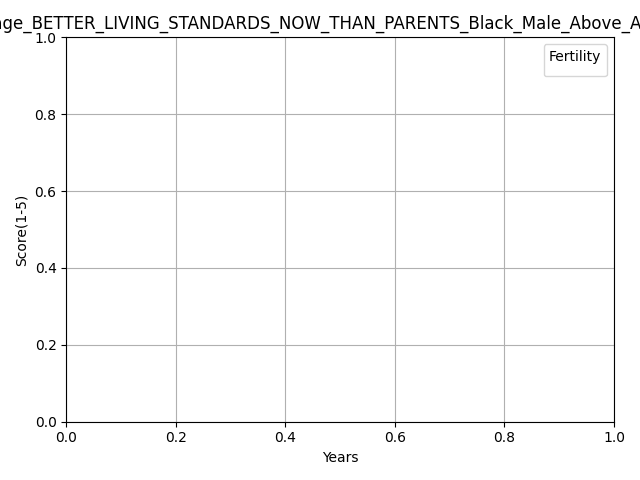 age_BETTER_LIVING_STANDARDS_NOW_THAN_PARENTS_Black_Male_Above_A
Fertility
1.0
0.8
0.6
0.4
0.2
0.0
Score(1-5)
0.0 0.2 0.4 0.6 0.8 1.0
Years